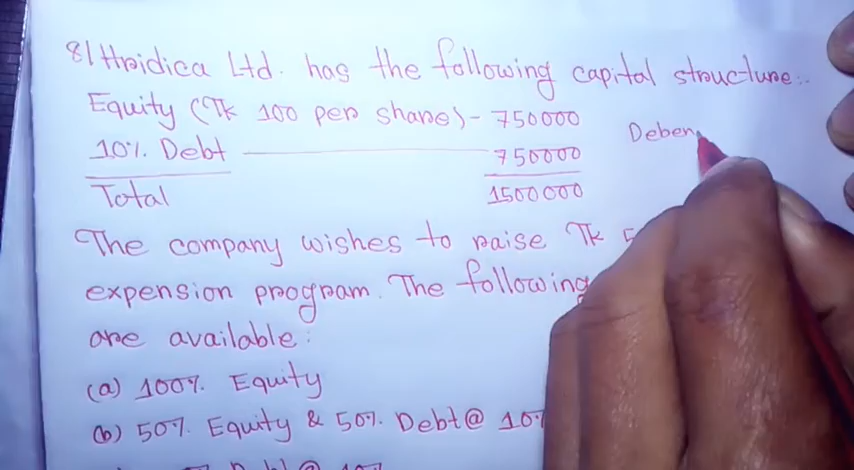 8/ Hridica Ltd. has the following capital structure:
Equity (Tk 100 per share) - 750000
Deben
10% Debt 750000
Total 1500000
The company wishes to raise Tk 5
expension program. The following
are available:
(a) 100% Equity
(b) 50% Equity & 50% Debt @ 10%